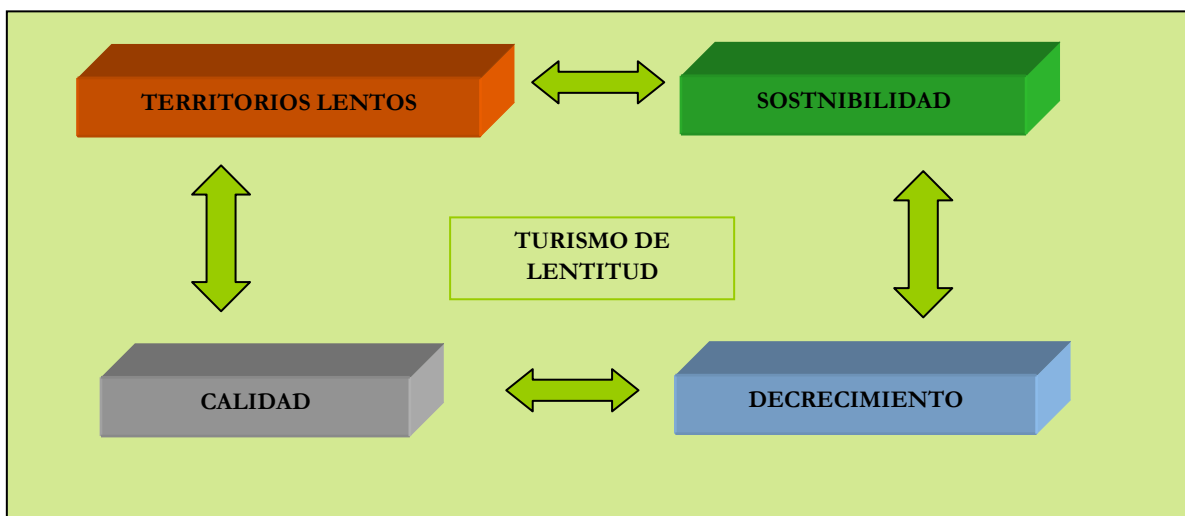 TERRITORIOS LENTOS
SOSTNIBILIDAD
TURISMO DE
LENTITUD
CALIDAD
DECRECIMIENTO